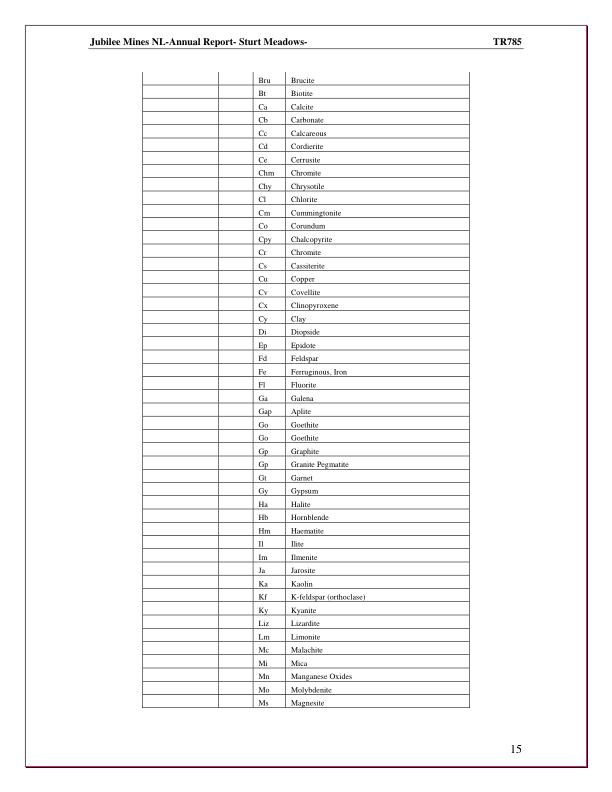 Jubilee Mines NL-Annual Report- Sturt Meadows- TR785
Bru Brucite
Bt Biotite
Ca Calcite
Cb Carbonate
Cc Calcareous
Cd Cordierite
Ce Cerrusite
Chm Chromite
Chy Chrysotile
Cl Chlorite
Cm Cummingtonite
Co Corundum
Cpy Chalcopyrite
Cr Chromite
Cs Cassiterite
Cu Copper
Cv Covellite
Cx Clinopyroxene
Cy Clay
Di Diopside
Ep Epidote
Fd Feldspar
Fe Ferruginous, Iron
Fl Fluorite
Ga Galena
Gap Aplite
Go Goethite
Go Goethite
Gp Graphite
Gp Granite Pegmatite
Gt Garnet
Gy Gypsum
Ha Halite
Hb Hornblende
Hm Haematite
Il Ilite
Im Ilmenite
Ja Jarosite
Ka Kaolin
Kf K-feldspar (orthoclase)
Ky Kyanite
Liz Lizardite
Lm Limonite
Mc Malachite
Mi Mica
Mn Manganese Oxides
Mo Molybdenite
Ms Magnesite
15